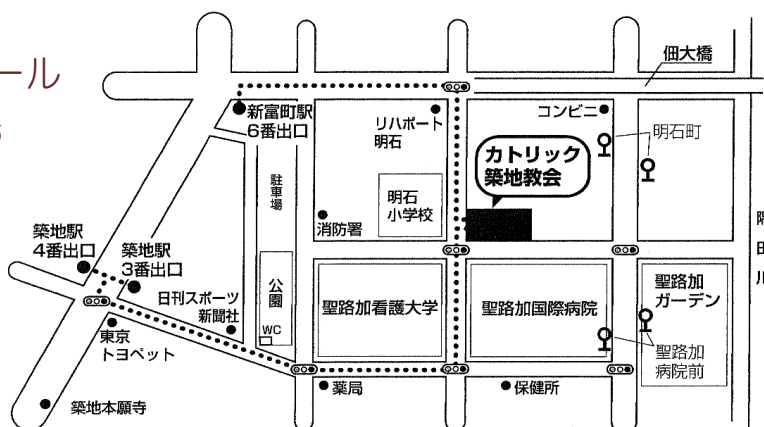 ール
佃大橋
新富町駅
6番出口
リハポート
明石
コンビニ
明石町
カトリック
築地教会
駐車場
明石
小学校
消防署
築地駅
4番出口
築地駅
3番出口
日刊スポーツ
新聞社
公園
WC
聖路加看護大学
聖路加国際病院
聖路加
ガーデン
東京
トヨペット
聖路加
病院前
薬局
保健所
築地本願寺